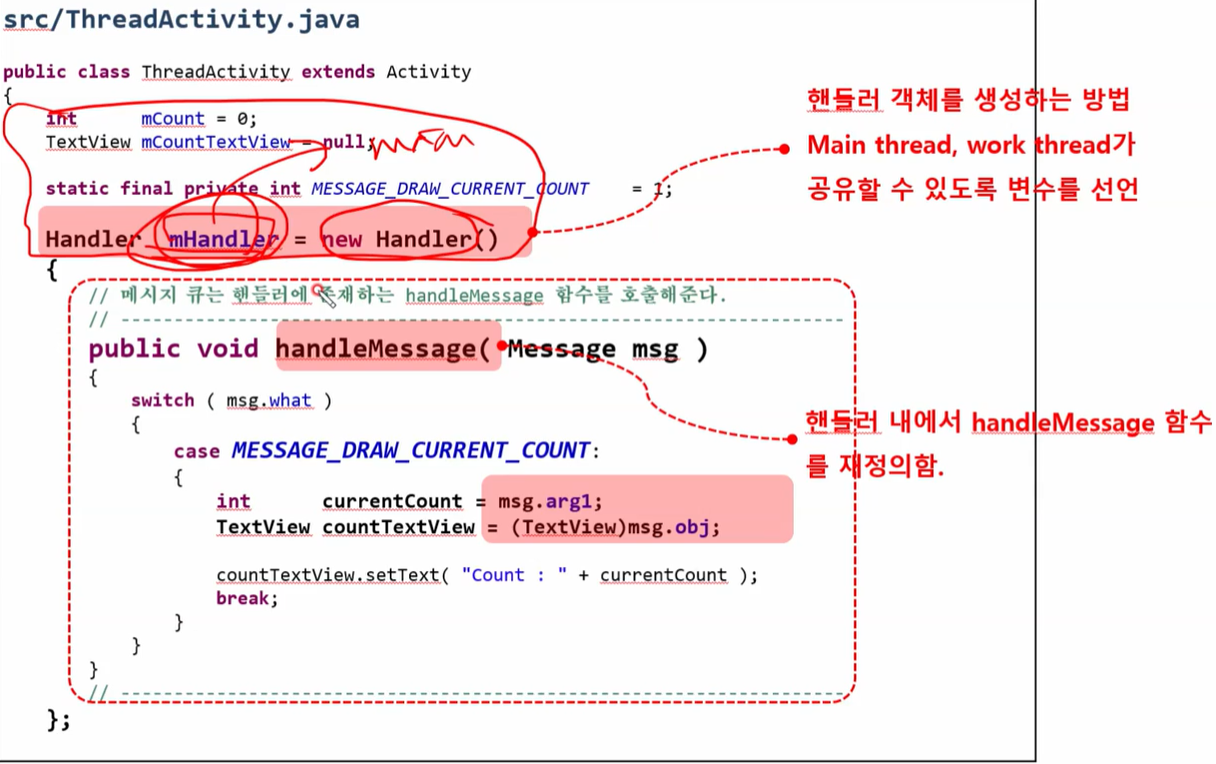 src/ThreadActivity.java
public class ThreadActivity extends Activity
{
int mCount = 0;
TextView mCountTextView = null;
static final private int MESSAGE_DRAW_CURRENT_COUNT = 1;
Handler mHandler = new Handler()
{
// 메시지 큐는 핸들러에 존재하는 handleMessage 함수를 호출해준다.
// --------------------------------------------------------------------
public void handleMessage( Message msg )
{
switch ( msg.what )
{
case MESSAGE_DRAW_CURRENT_COUNT:
{
int currentCount = msg.arg1;
TextView countTextView = (TextView)msg.obj;
countTextView.setText( "Count : " + currentCount );
break;
}
}
}
// --------------------------------------------------------------------
};
핸들러 객체를 생성하는 방법
Main thread, work thread가
공유할 수 있도록 변수를 선언
핸들러 내에서 handleMessage 함수
를 재정의함.